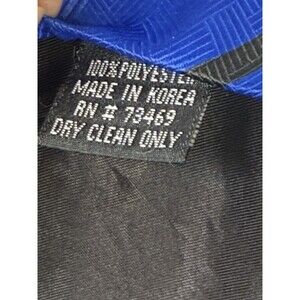 100% POLYESTER
MADE IN KOREA
RN # 73469
DRY CLEAN ONLY